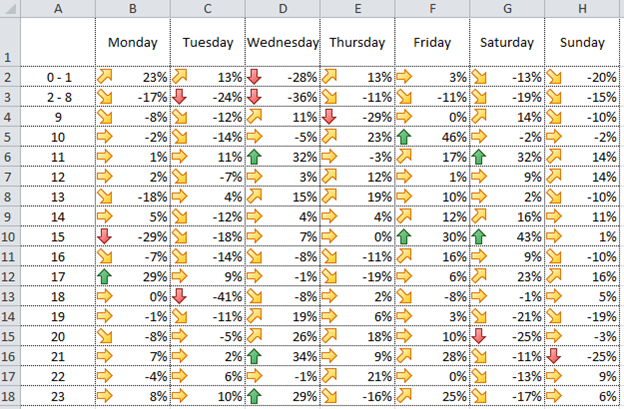 A B C D E F G H
1 Monday Tuesday Wednesday Thursday Friday Saturday Sunday
2 0 - 1 23% 13% -28% 13% 3% -13% -20%
3 2 - 8 -17% -24% -36% -11% -11% -19% -15%
4 9 -8% -12% 11% -29% 0% 14% -10%
5 10 -2% -14% -5% 23% 46% -2% -2%
6 11 1% 11% 32% -3% 17% 32% 14%
7 12 2% -7% 3% 12% 1% 9% 14%
8 13 -18% 4% 15% 19% 10% 2% -10%
9 14 5% -12% 4% 4% 12% 16% 11%
10 15 -29% -18% 7% 0% 30% 43% 1%
11 16 -7% -14% -8% -11% 16% 9% -10%
12 17 29% 9% -1% -19% 6% 23% 16%
13 18 0% -41% -8% 2% -8% -1% 5%
14 19 -1% -11% 19% 6% 3% -21% -19%
15 20 -8% -5% 26% 18% 10% -25% -3%
16 21 7% 2% 34% 9% 28% -11% -25%
17 22 -4% 6% -1% 21% 0% -13% 9%
18 23 8% 10% 29% -16% 25% -17% 6%